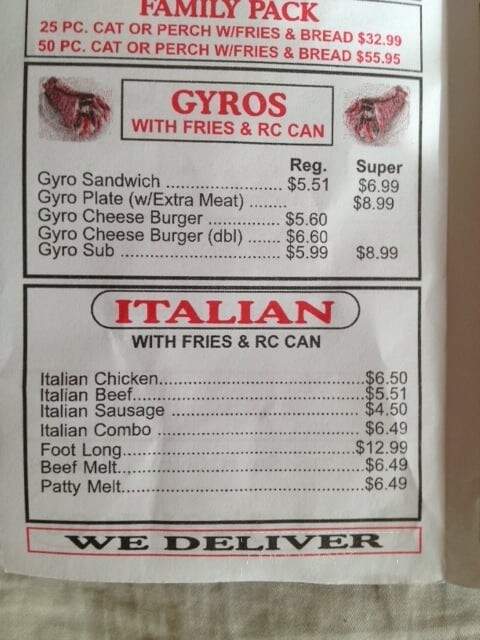 FAMILY PACK
25 PC. CAT OR PERCH W/FRIES & BREAD $32.99
50 PC. CAT OR PERCH W/FRIES & BREAD $55.95
GYROS
WITH FRIES & RC CAN
Reg. Super
Gyro Sandwich .................... $5.51 $6.99
Gyro Plate (w/Extra Meat) ........ $8.99
Gyro Cheese Burger ............. $5.60
Gyro Cheese Burger (dbl) ...... $6.60
Gyro Sub ........................... $5.99 $8.99
ITALIAN
WITH FRIES & RC CAN
Italian Chicken...................................$6.50
Italian Beef.......................................$5.51
Italian Sausage .................................$4.50
Italian Combo ...................................$6.49
Foot Long.......................................$12.99
Beef Melt.........................................$6.49
Patty Melt........................................$6.49
WE DELIVER